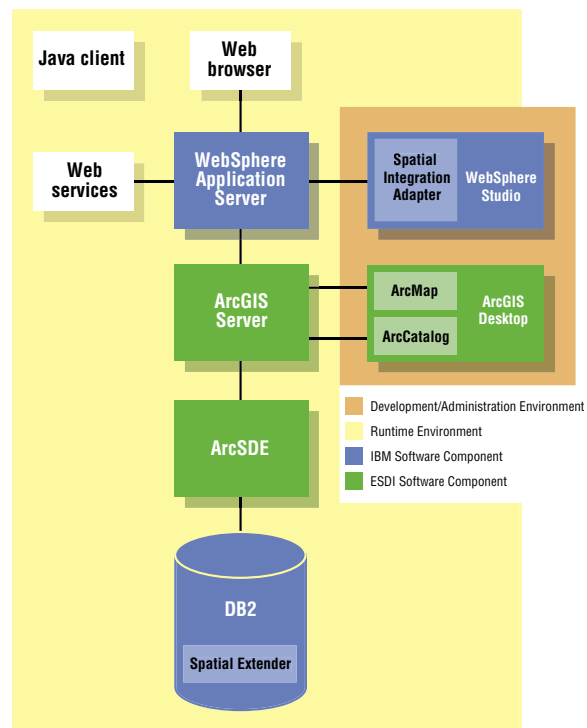 Java client
Web
browser
Web
services
WebSphere
Application
Server
Spatial
Integration
Adapter
WebSphere
Studio
ArcGIS
Server
ArcMap
ArcCatalog
ArcGIS
Desktop
Development/Administration Environment
Runtime Environment
IBM Software Component
ESDI Software Component
ArcSDE
DB2
Spatial Extender